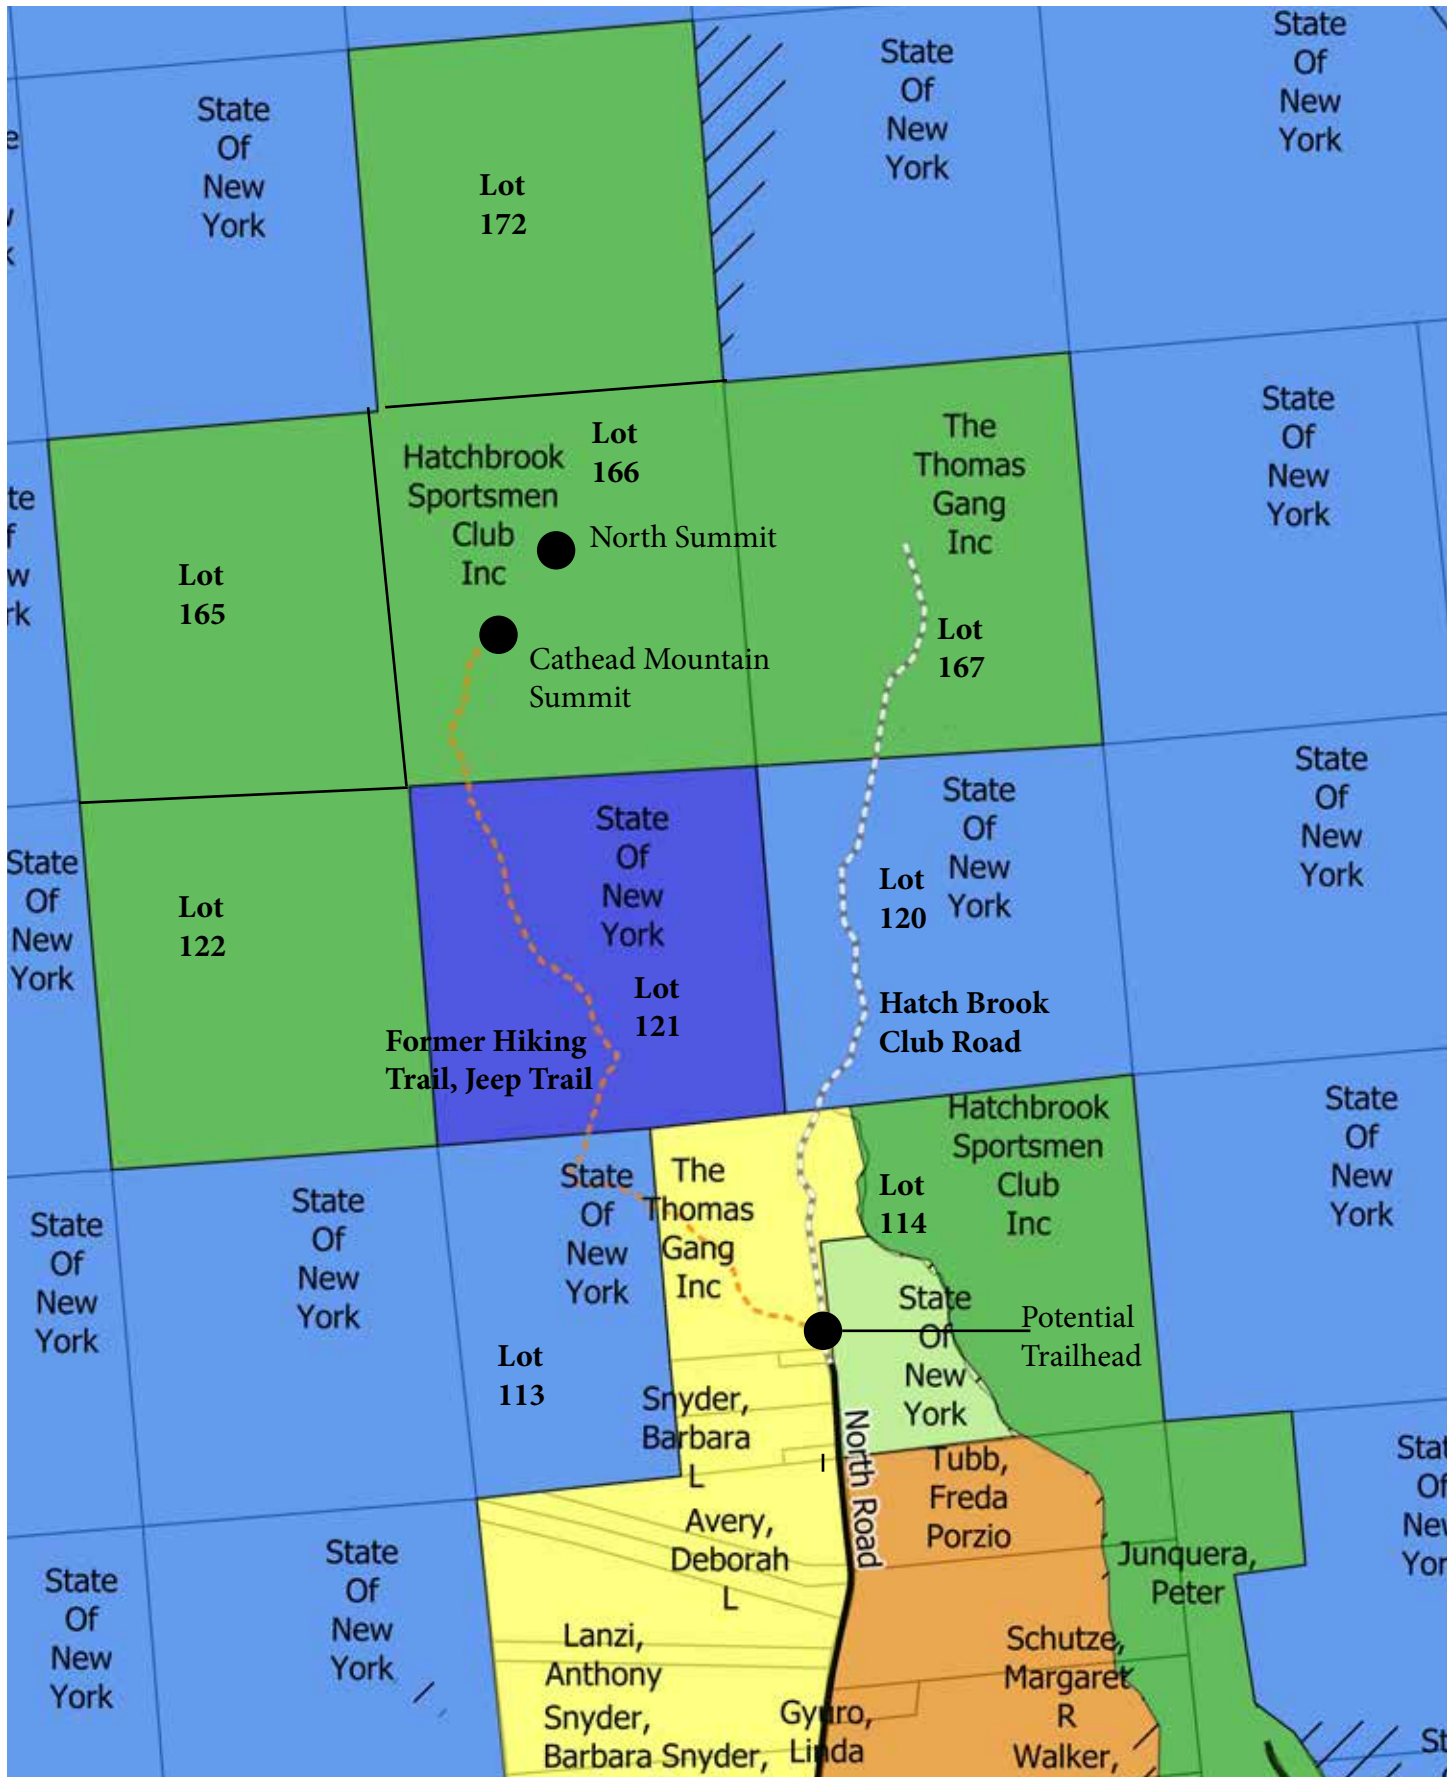 State
Of
New
York
State
Of
New
York
State
Of
New
York
Lot
172
Hatchbrook
Sportsmen
Club
Inc
Lot
166
North Summit
Cathead Mountain
Summit
The
Thomas
Gang
Inc
Lot
167
State
Of
New
York
Lot
165
State
Of
New
York
Lot
122
State
Of
New
York
Lot
121
Former Hiking
Trail, Jeep Trail
State
Of
New
York
Lot
120
Hatch Brook
Club Road
State
Of
New
York
State
Of
New
York
State
Of
New
York
State
Of
New
York
Lot
113
The
Thomas
Gang
Inc
Hatchbrook
Sportsmen
Club
Inc
Lot
114
State
Of
New
York
State
Of
New
York
Potential
Trailhead
Snyder,
Barbara
L
North Road
Tubb,
Freda
Porzio
Avery,
Deborah
L
Junquera,
Peter
State
Of
New
York
State
Of
New
York
Lanzi,
Anthony
Snyder,
Barbara Snyder,
Gyuro,
Linda
Schutze,
Margaret
R
Walker,